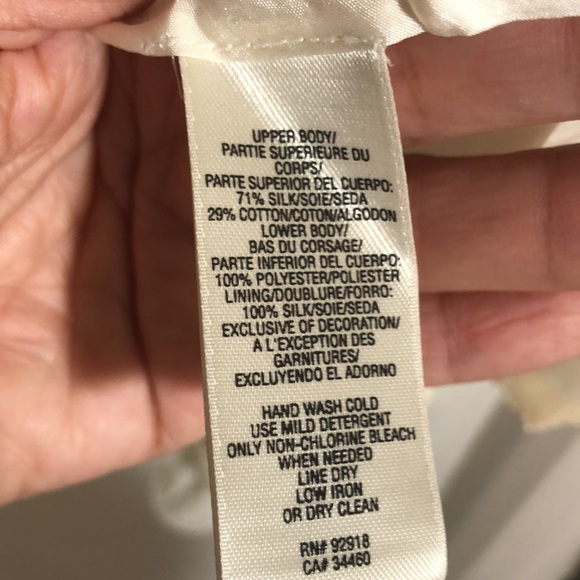 UPPER BODY/
PARTIE SUPERIEURE DU
CORPS/
PARTE SUPERIOR DEL CUERPO:
71% SILK/SOIE/SEDA
29% COTTON/COTON/ALGODON
LOWER BODY/
BAS DU CORSAGE/
PARTE INFERIOR DEL CUERPO:
100% POLYESTER/POLIESTER
LINING/DOUBLURE/FORRO:
100% SILK/SOIE/SEDA
EXCLUSIVE OF DECORATION/
A L'EXCEPTION DES
GARNITURES/
EXCLUYENDO EL ADORNO
HAND WASH COLD
USE MILD DETERGENT
ONLY NON-CHLORINE BLEACH
WHEN NEEDED
LINE DRY
LOW IRON
OR DRY CLEAN
RN# 92918
CA# 34460